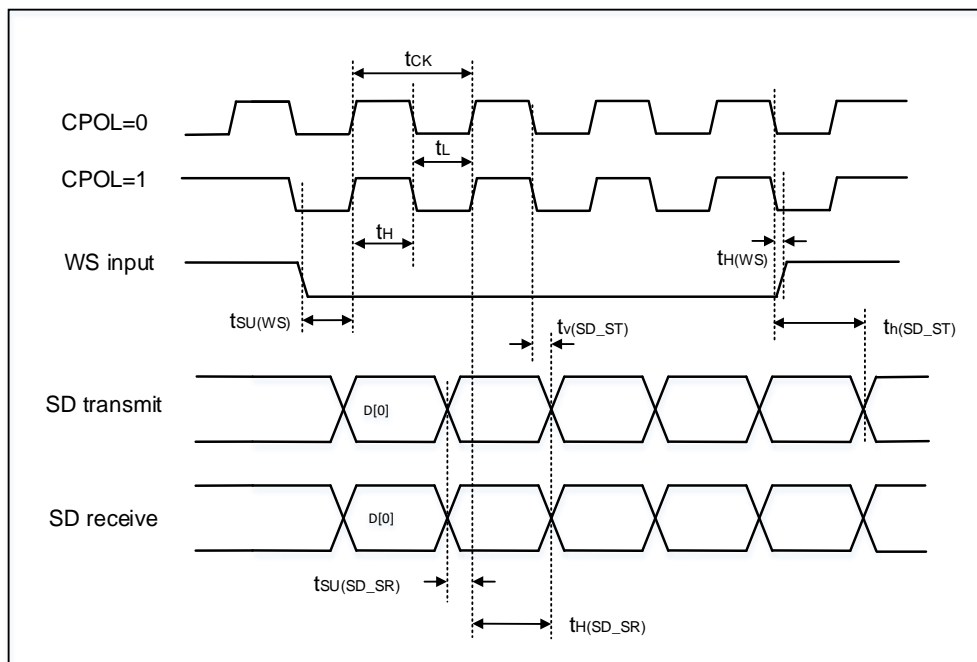 tCK
CPOL=0
tL
CPOL=1
tH
WS input
tH(WS)
tSU(WS)
tv(SD_ST)
th(SD_ST)
SD transmit
D[0]
SD receive
D[0]
tSU(SD_SR)
tH(SD_SR)